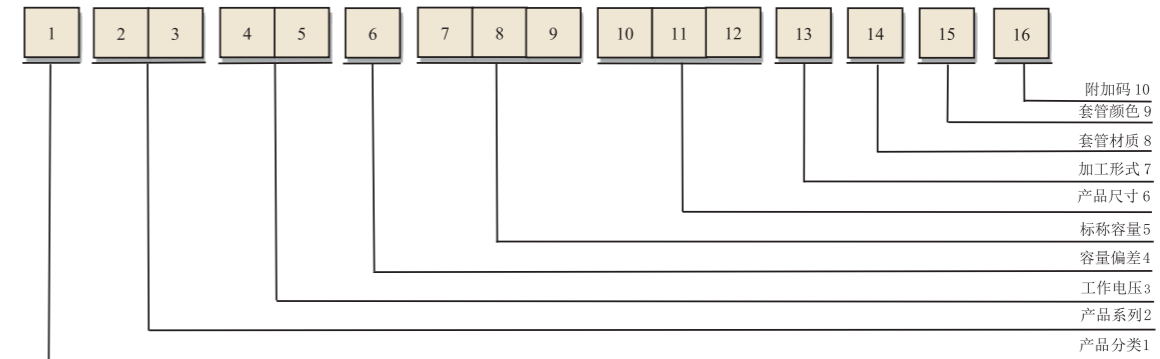 1 2 3 4 5 6 7 8 9 10 11 12 13 14 15 16
附加码 10
套管颜色 9
套管材质 8
加工形式 7
产品尺寸 6
标称容量5
容量偏差4
工作电压3
产品系列2
产品分类1